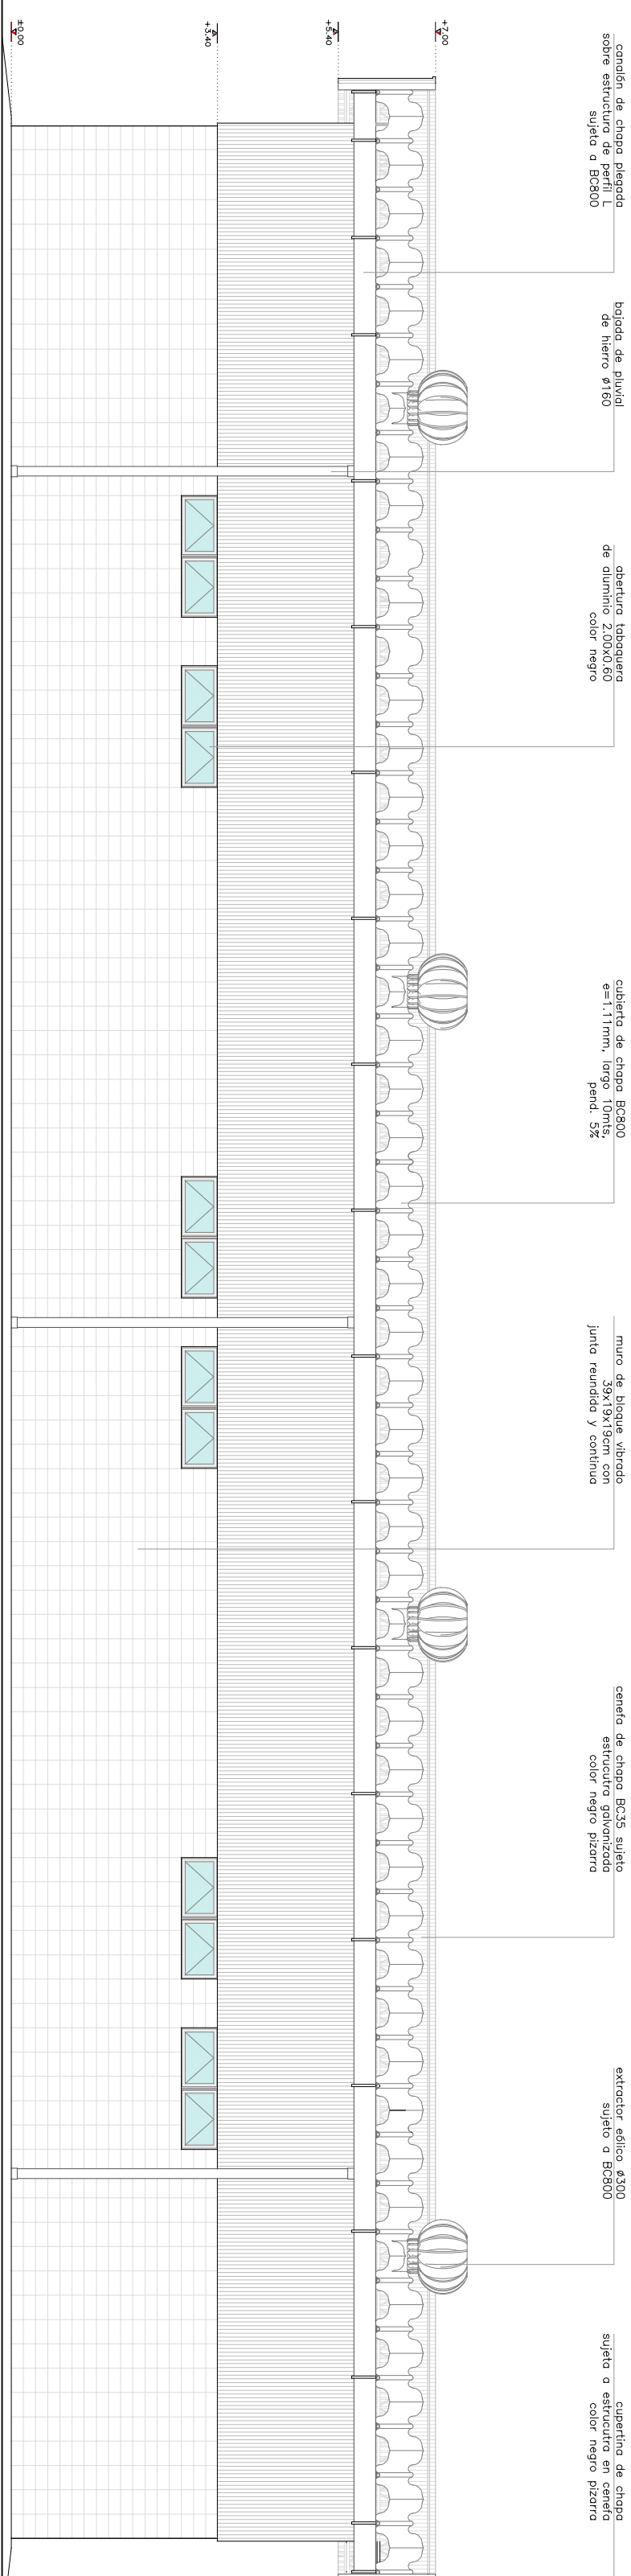 canalón de chapa plegada
sobre estructura de perfil L
sujeta a BC800
bajada de pluvial
de hierro ø160
abertura tabaquera
de aluminio 2.00x0.60
color negro
cubierta de chapa BC800
e=1.11mm, largo 10mts,
pend. 5%
muro de bloque vibrado
39x19x19cm con
junta reundida y continua
cenefa de chapa BC35 sujeto
estrucutra galvanizada
color negro pizarra
extractor eólico ø300
sujeto a BC800
cupertina de chapa
sujeta a estrucutra en cenefa
color negro pizarra
+7.00
+5.40
+3.40
±0.00